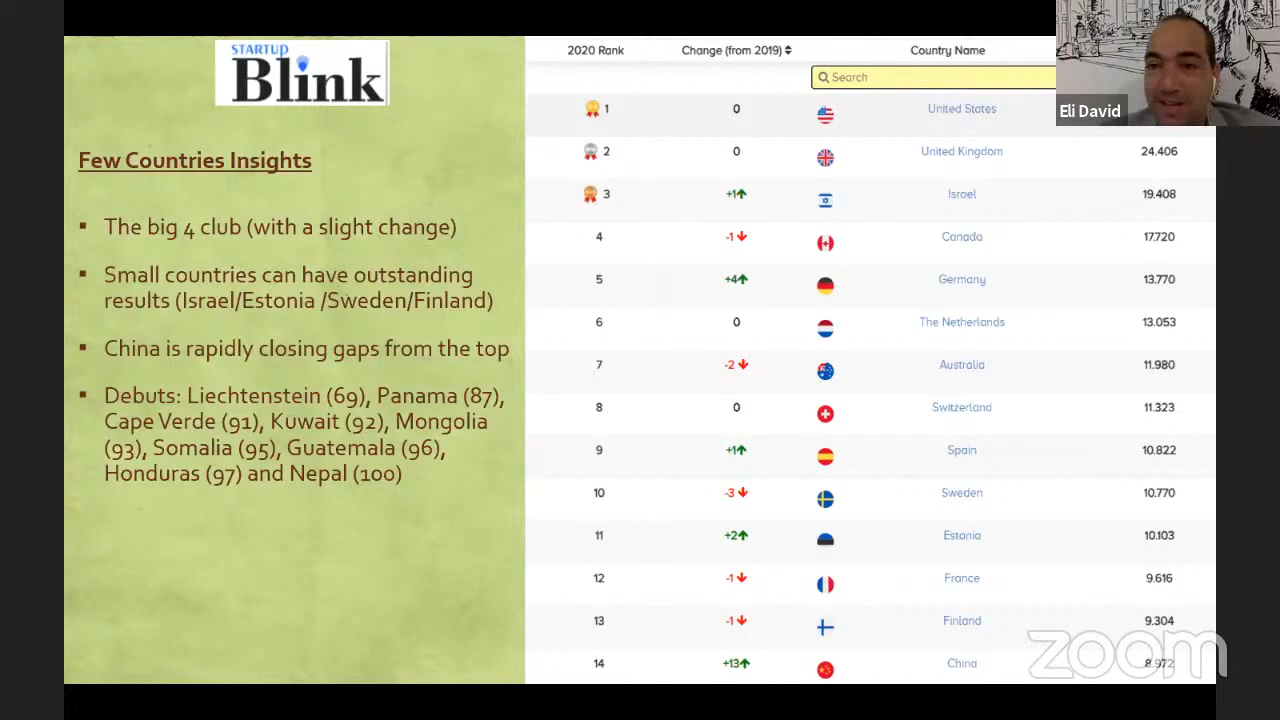 STARTUP
Blink
Few Countries Insights
▪ The big 4 club (with a slight change)
▪ Small countries can have outstanding
results (Israel/Estonia /Sweden/Finland)
▪ China is rapidly closing gaps from the top
▪ Debuts: Liechtenstein (69), Panama (87),
Cape Verde (91), Kuwait (92), Mongolia
(93), Somalia (95), Guatemala (96),
Honduras (97) and Nepal (100)
2020 Rank Change (from 2019) Country Name
Search
1 0 United States
2 0 United Kingdom 24.406
3 +1 Israel 19.408
4 -1 Canada 17.720
5 +4 Germany 13.770
6 0 The Netherlands 13.053
7 -2 Australia 11.980
8 0 Switzerland 11.323
9 +1 Spain 10.822
10 -3 Sweden 10.770
11 +2 Estonia 10.103
12 -1 France 9.616
13 -1 Finland 9.304
14 +13 China 8.972
Eli David
zoom